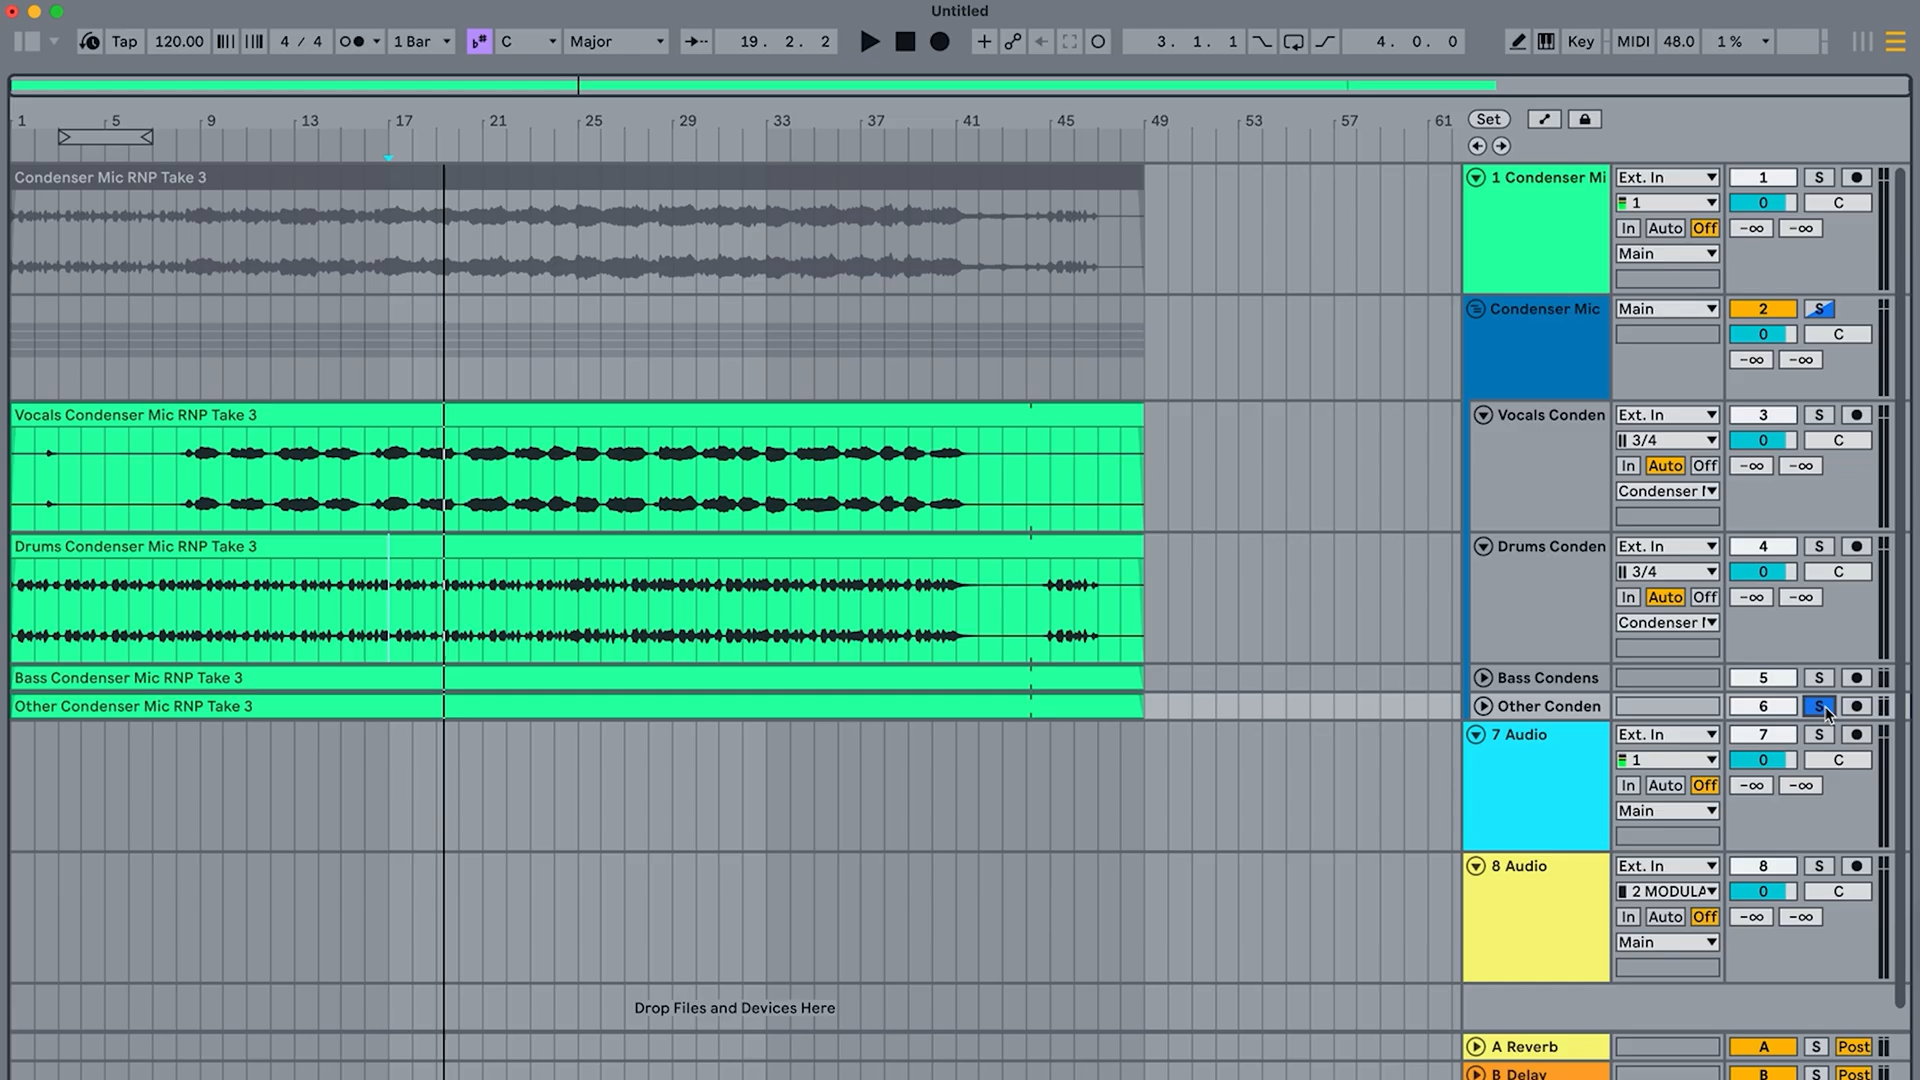 Untitled
Tap 120.00 4 / 4 1 Bar C Major 19. 2. 2 3. 1. 1 4. 0. 0 Key MIDI 48.0 1 %
1 5 9 13 17 21 25 29 33 37 41 45 49 53 57 61 Set
Condenser Mic RNP Take 3 1 Condenser Mi Ext. In 1 S
1 0 C
In Auto Off -∞ -∞
Main
Condenser Mic Main 2 S
0 C
-∞ -∞
Vocals Condenser Mic RNP Take 3 Vocals Conden Ext. In 3 S
3/4 0 C
In Auto Off -∞ -∞
Condenser M
Drums Condenser Mic RNP Take 3 Drums Conden Ext. In 4 S
3/4 0 C
In Auto Off -∞ -∞
Condenser M
Bass Condenser Mic RNP Take 3 Bass Condens 5 S
Other Condenser Mic RNP Take 3 Other Conden 6 S
7 Audio Ext. In 7 S
1 0 C
In Auto Off -∞ -∞
Main
8 Audio Ext. In 8 S
2 MODULA 0 C
In Auto Off -∞ -∞
Main
Drop Files and Devices Here
A Reverb A S Post
B Delay B S Post